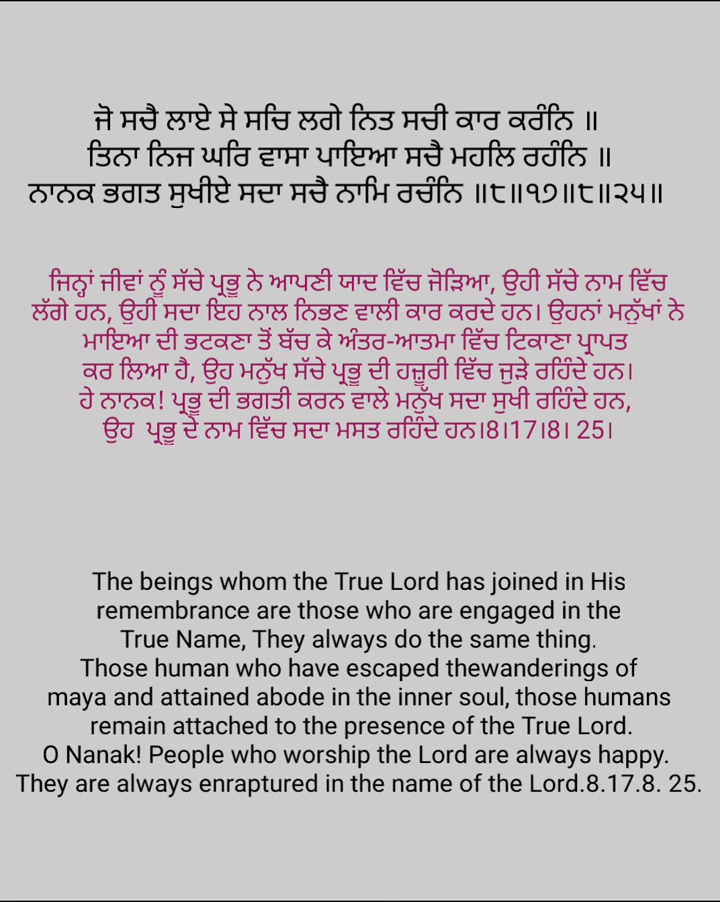 ਜੋ ਸਚੈ ਲਾਏ ਸੇ ਸਚਿ ਲਗੇ ਨਿਤ ਸਚੀ ਕਾਰ ਕਰੰਨਿ ॥
ਤਿਨਾ ਨਿਜ ਘਰਿ ਵਾਸਾ ਪਾਇਆ ਸਚੈ ਮਹਲਿ ਰਹੰਨਿ ॥
ਨਾਨਕ ਭਗਤ ਸੁਖੀਏ ਸਦਾ ਸਚੈ ਨਾਮਿ ਰਚੰਨਿ ॥੮॥੧੭॥੮॥੨੫॥
ਜਿਨ੍ਹਾਂ ਜੀਵਾਂ ਨੂੰ ਸੱਚੇ ਪ੍ਰਭੂ ਨੇ ਆਪਣੀ ਯਾਦ ਵਿੱਚ ਜੋੜਿਆ, ਉਹੀ ਸੱਚੇ ਨਾਮ ਵਿੱਚ
ਲੱਗੇ ਹਨ, ਉਹੀ ਸਦਾ ਇਹ ਨਾਲ ਨਿਭਣ ਵਾਲੀ ਕਾਰ ਕਰਦੇ ਹਨ। ਉਹਨਾਂ ਮਨੁੱਖਾਂ ਨੇ
ਮਾਇਆ ਦੀ ਭਟਕਣਾ ਤੋਂ ਬੱਚ ਕੇ ਅੰਤਰ-ਆਤਮਾ ਵਿੱਚ ਟਿਕਾਣਾ ਪ੍ਰਾਪਤ
ਕਰ ਲਿਆ ਹੈ, ਉਹ ਮਨੁੱਖ ਸੱਚੇ ਪ੍ਰਭੂ ਦੀ ਹਜ਼ੂਰੀ ਵਿੱਚ ਜੁੜੇ ਰਹਿੰਦੇ ਹਨ।
ਹੇ ਨਾਨਕ! ਪ੍ਰਭੂ ਦੀ ਭਗਤੀ ਕਰਨ ਵਾਲੇ ਮਨੁੱਖ ਸਦਾ ਸੁਖੀ ਰਹਿੰਦੇ ਹਨ,
ਉਹ ਪ੍ਰਭੂ ਦੇ ਨਾਮ ਵਿੱਚ ਸਦਾ ਮਸਤ ਰਹਿੰਦੇ ਹਨ।8।17।8। 25।
The beings whom the True Lord has joined in His
remembrance are those who are engaged in the
True Name, They always do the same thing.
Those human who have escaped thewanderings of
maya and attained abode in the inner soul, those humans
remain attached to the presence of the True Lord.
O Nanak! People who worship the Lord are always happy.
They are always enraptured in the name of the Lord.8.17.8. 25.